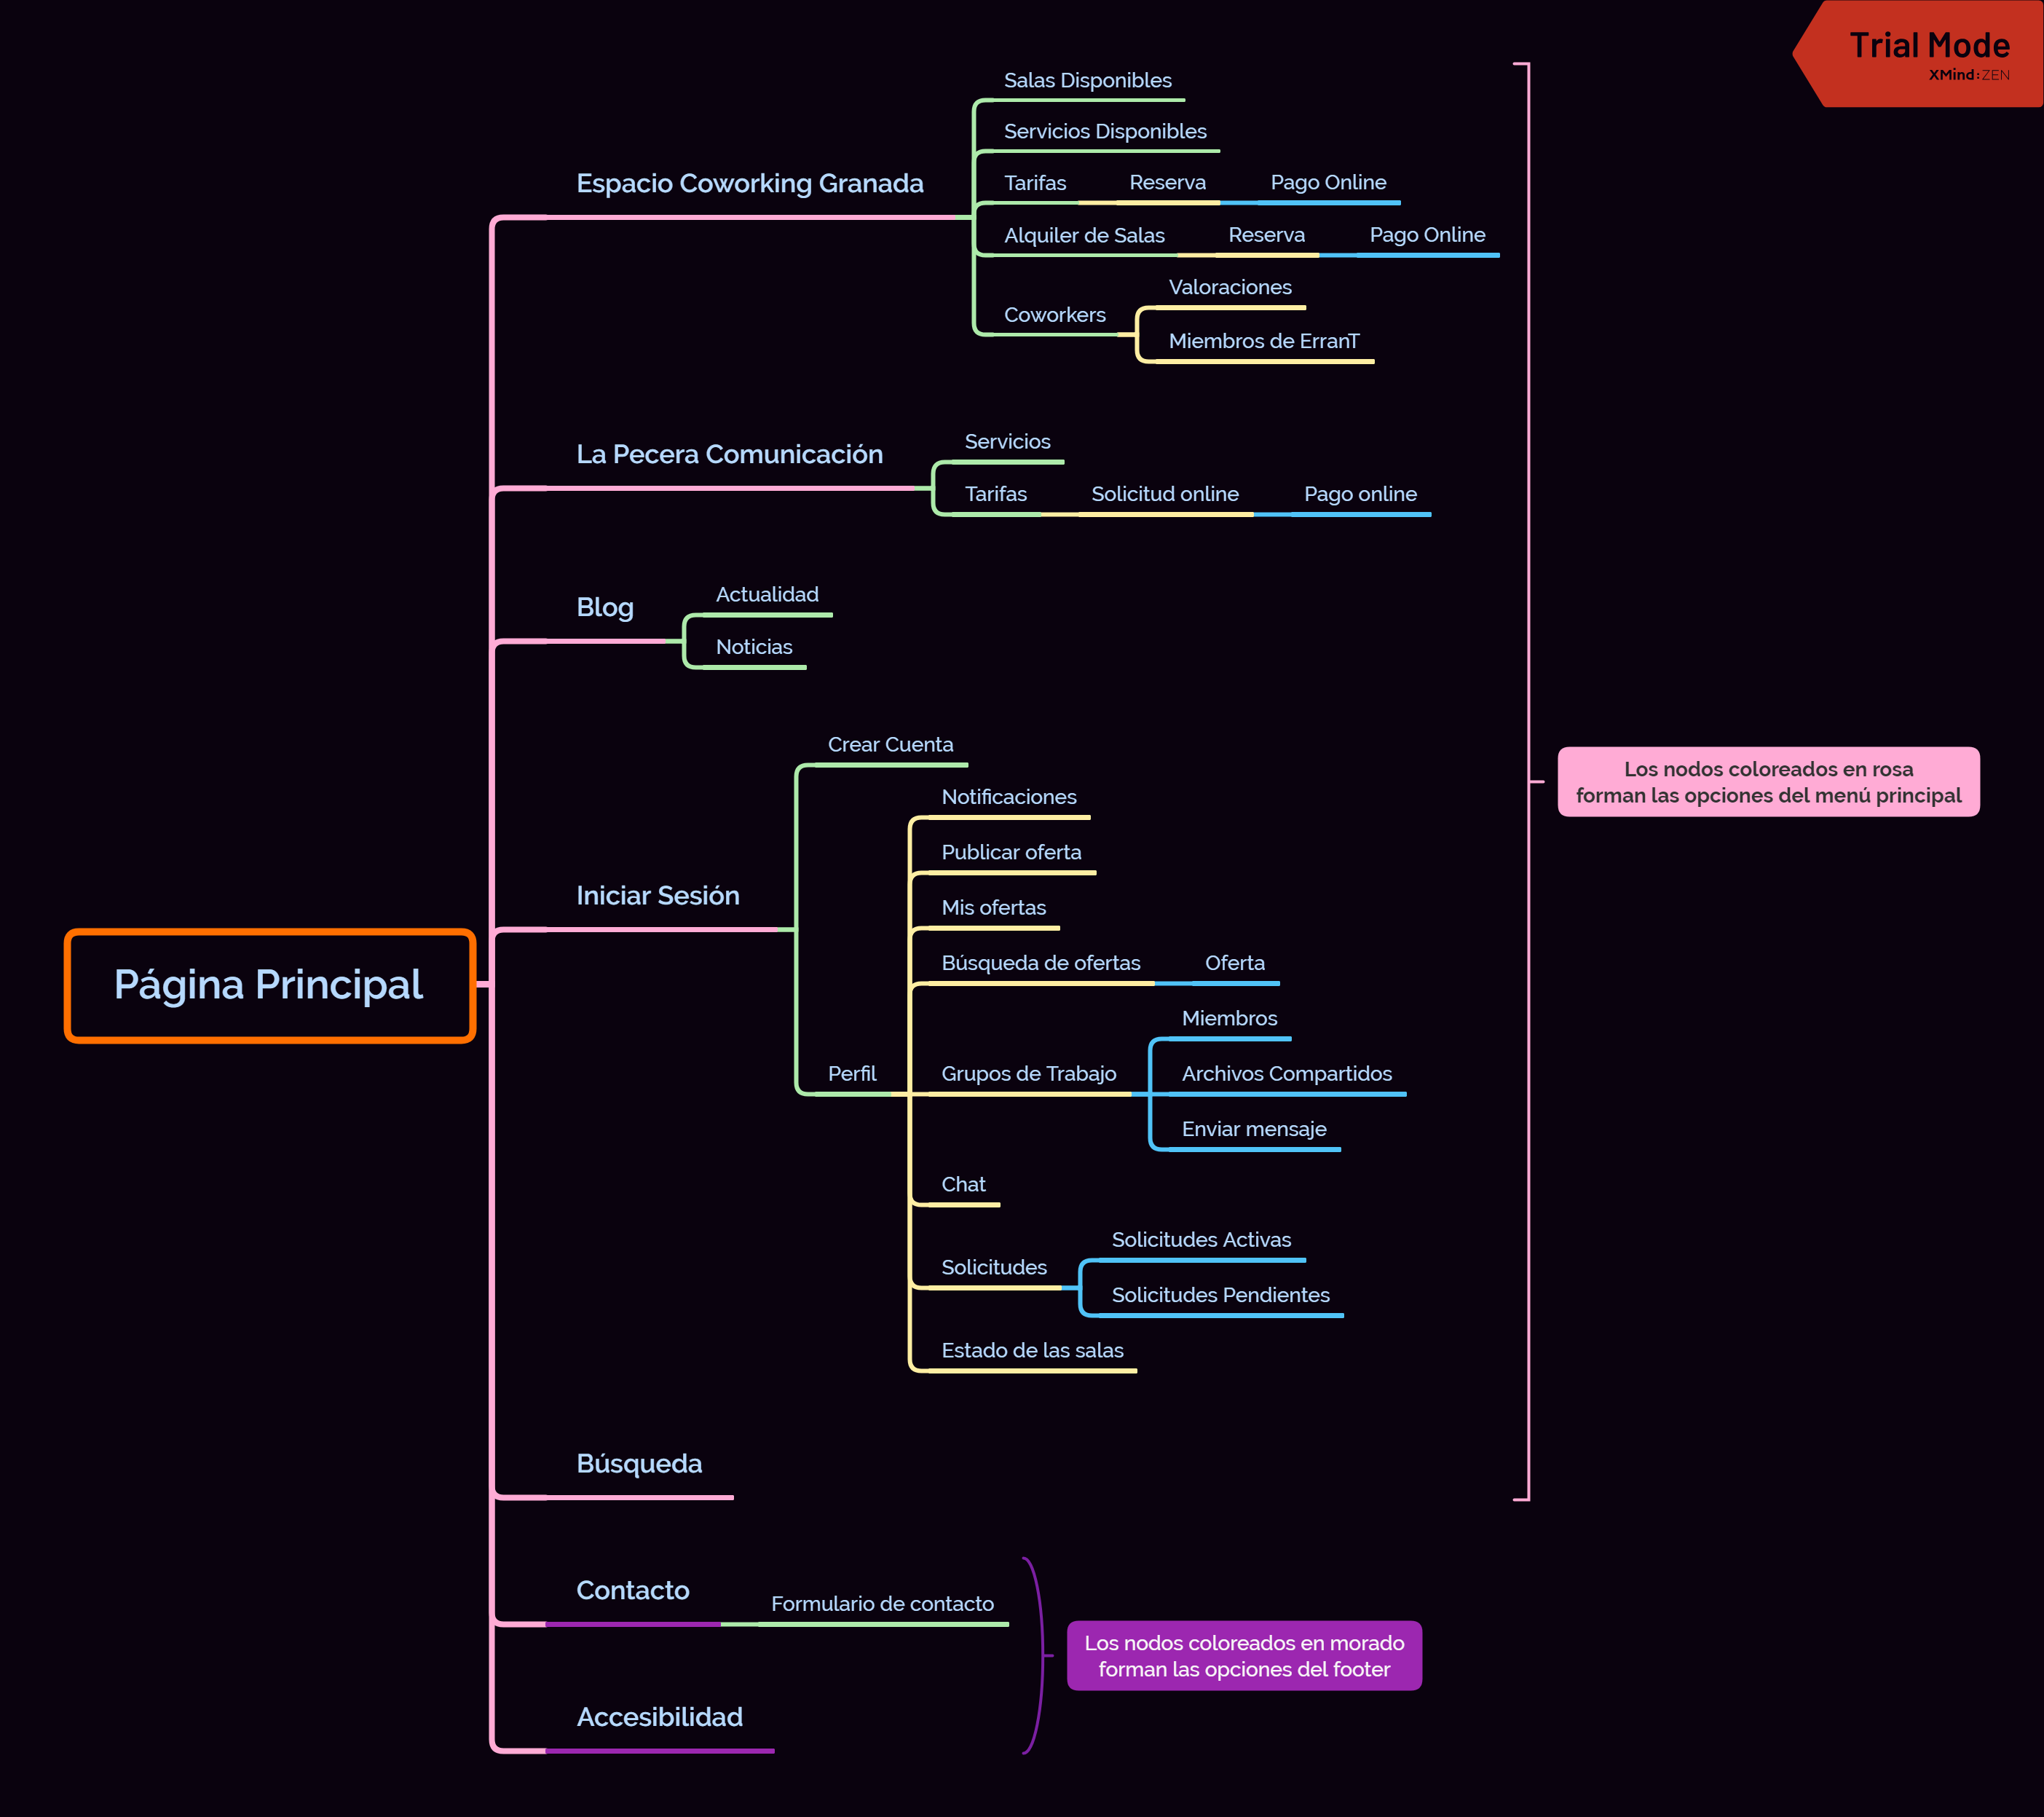 Trial Mode
XMind:ZEN
Salas Disponibles
Servicios Disponibles
Espacio Coworking Granada
Tarifas Reserva Pago Online
Alquiler de Salas Reserva Pago Online
Valoraciones
Coworkers
Miembros de ErranT
Servicios
La Pecera Comunicación
Tarifas Solicitud online Pago online
Actualidad
Blog
Noticias
Crear Cuenta
Los nodos coloreados en rosa
forman las opciones del menú principal
Notificaciones
Publicar oferta
Iniciar Sesión
Mis ofertas
Búsqueda de ofertas Oferta
Página Principal
Miembros
Perfil Grupos de Trabajo Archivos Compartidos
Enviar mensaje
Chat
Solicitudes Activas
Solicitudes
Solicitudes Pendientes
Estado de las salas
Búsqueda
Contacto
Formulario de contacto
Los nodos coloreados en morado
forman las opciones del footer
Accesibilidad